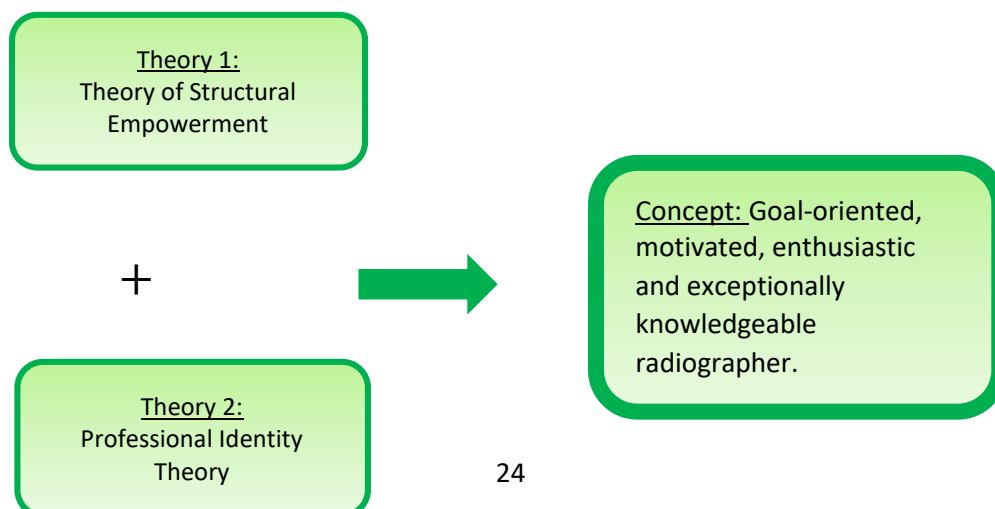 Theory 1:
Theory of Structural
Empowerment
+
Concept: Goal-oriented,
motivated, enthusiastic
and exceptionally
knowledgeable
radiographer.
Theory 2:
Professional Identity
Theory
24